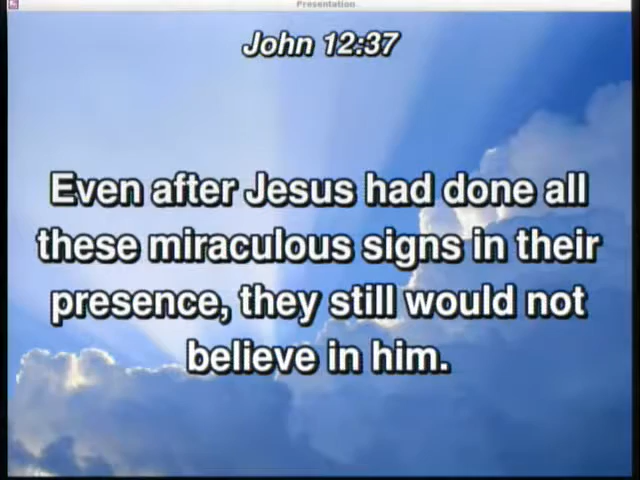 Presentation
John 12:37
Even after Jesus had done all
these miraculous signs in their
presence, they still would not
believe in him.